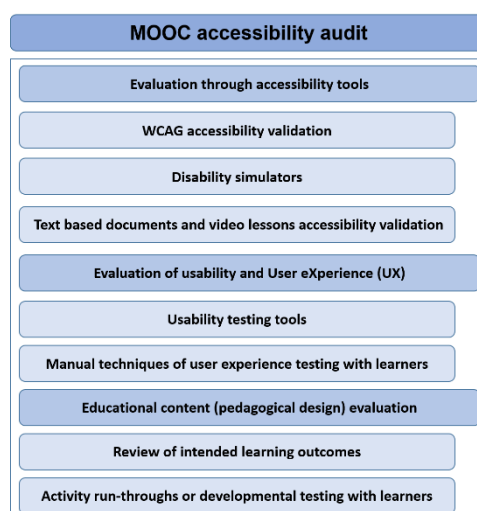 MOOC accessibility audit
Evaluation through accessibility tools
WCAG accessibility validation
Disability simulators
Text based documents and video lessons accessibility validation
Evaluation of usability and User eXperience (UX)
Usability testing tools
Manual techniques of user experience testing with learners
Educational content (pedagogical design) evaluation
Review of intended learning outcomes
Activity run-throughs or developmental testing with learners